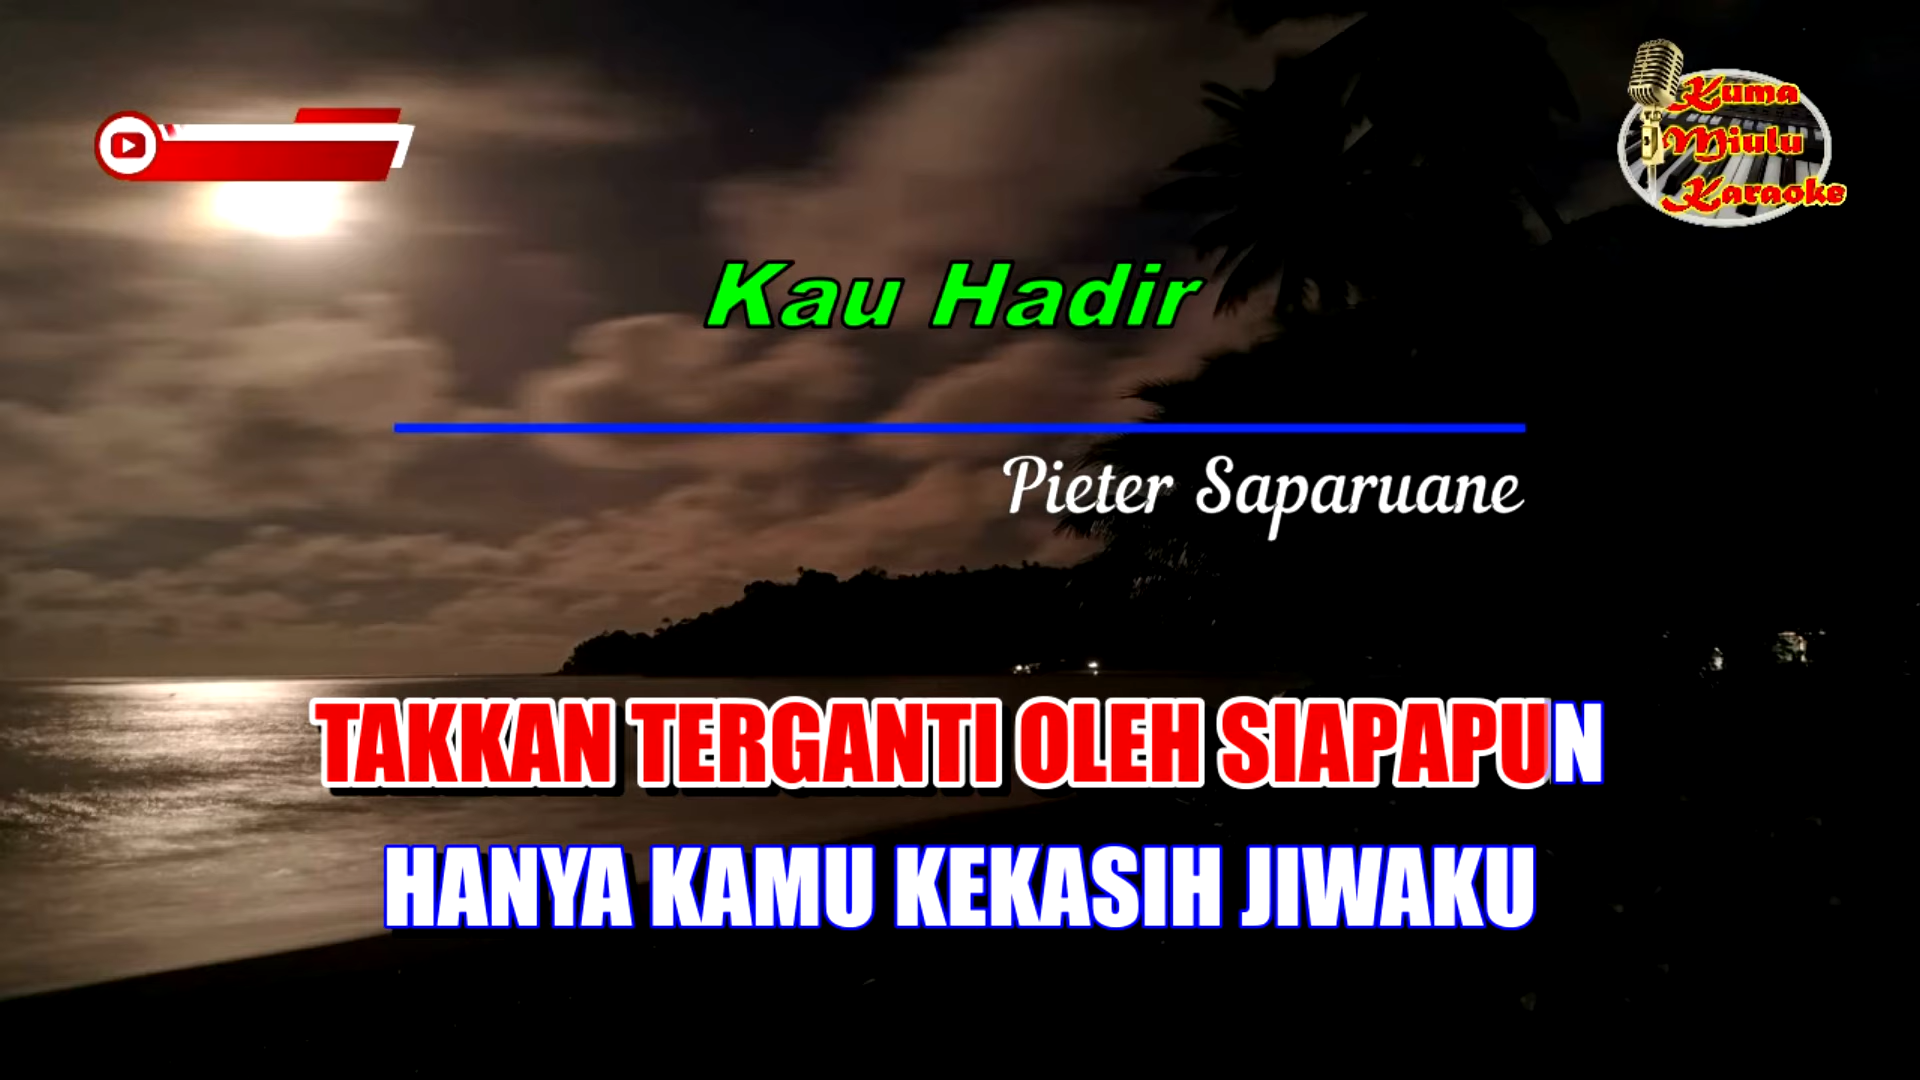 Kuma
Miulu
Karaoke
Kau Hadir
Pieter Saparuane
TAKKAN TERGANTI OLEH SIAPAPUN
HANYA KAMU KEKASIH JIWAKU